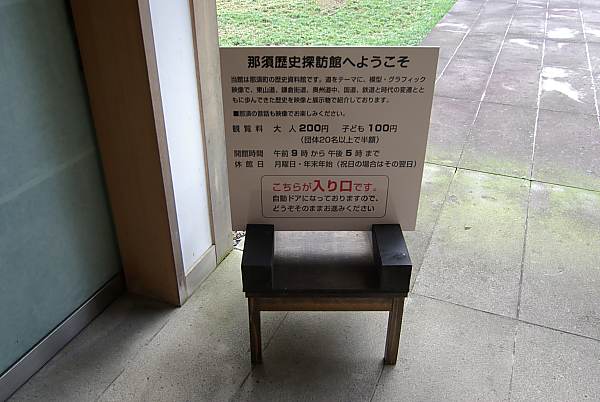 那須歴史探訪館へようこそ
当館は那須町の歴史資料館です。道をテーマに、模型・グラフィック
映像で、東山道、鎌倉街道、奥州道中、国道、鉄道と時代の変遷とと
もに歩んできた歴史を映像と展示物で紹介しております。
■那須の昔話も映像でお楽しみください。
観覧料 大人200円 子ども100円
(団体20名以上で半額)
開館時間 午前9時から午後5時まで
休館日 月曜日・年末年始(祝日の場合はその翌日)
こちらが入り口です。
自動ドアになっておりますので、
どうぞそのままお進みください